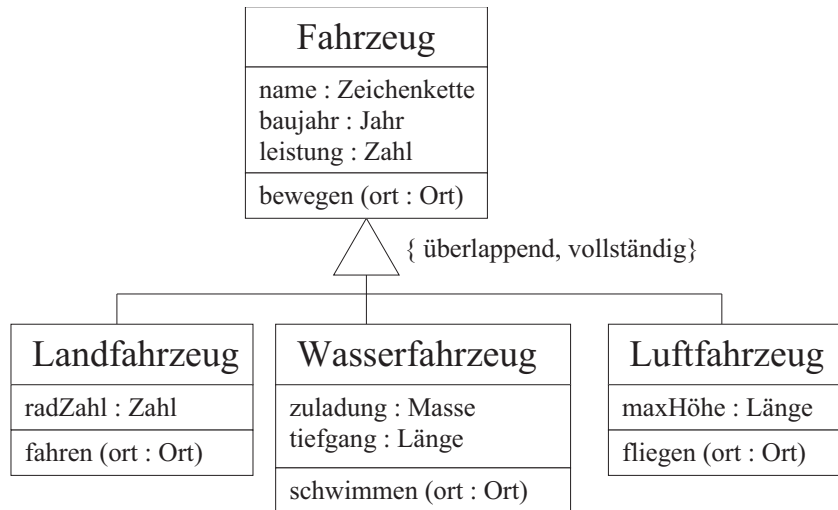 Fahrzeug
name : Zeichenkette
baujahr : Jahr
leistung : Zahl
bewegen (ort : Ort)
{ überlappend, vollständig}
Landfahrzeug
radZahl : Zahl
fahren (ort : Ort)
Wasserfahrzeug
zuladung : Masse
tiefgang : Länge
schwimmen (ort : Ort)
Luftfahrzeug
maxHöhe : Länge
fliegen (ort : Ort)